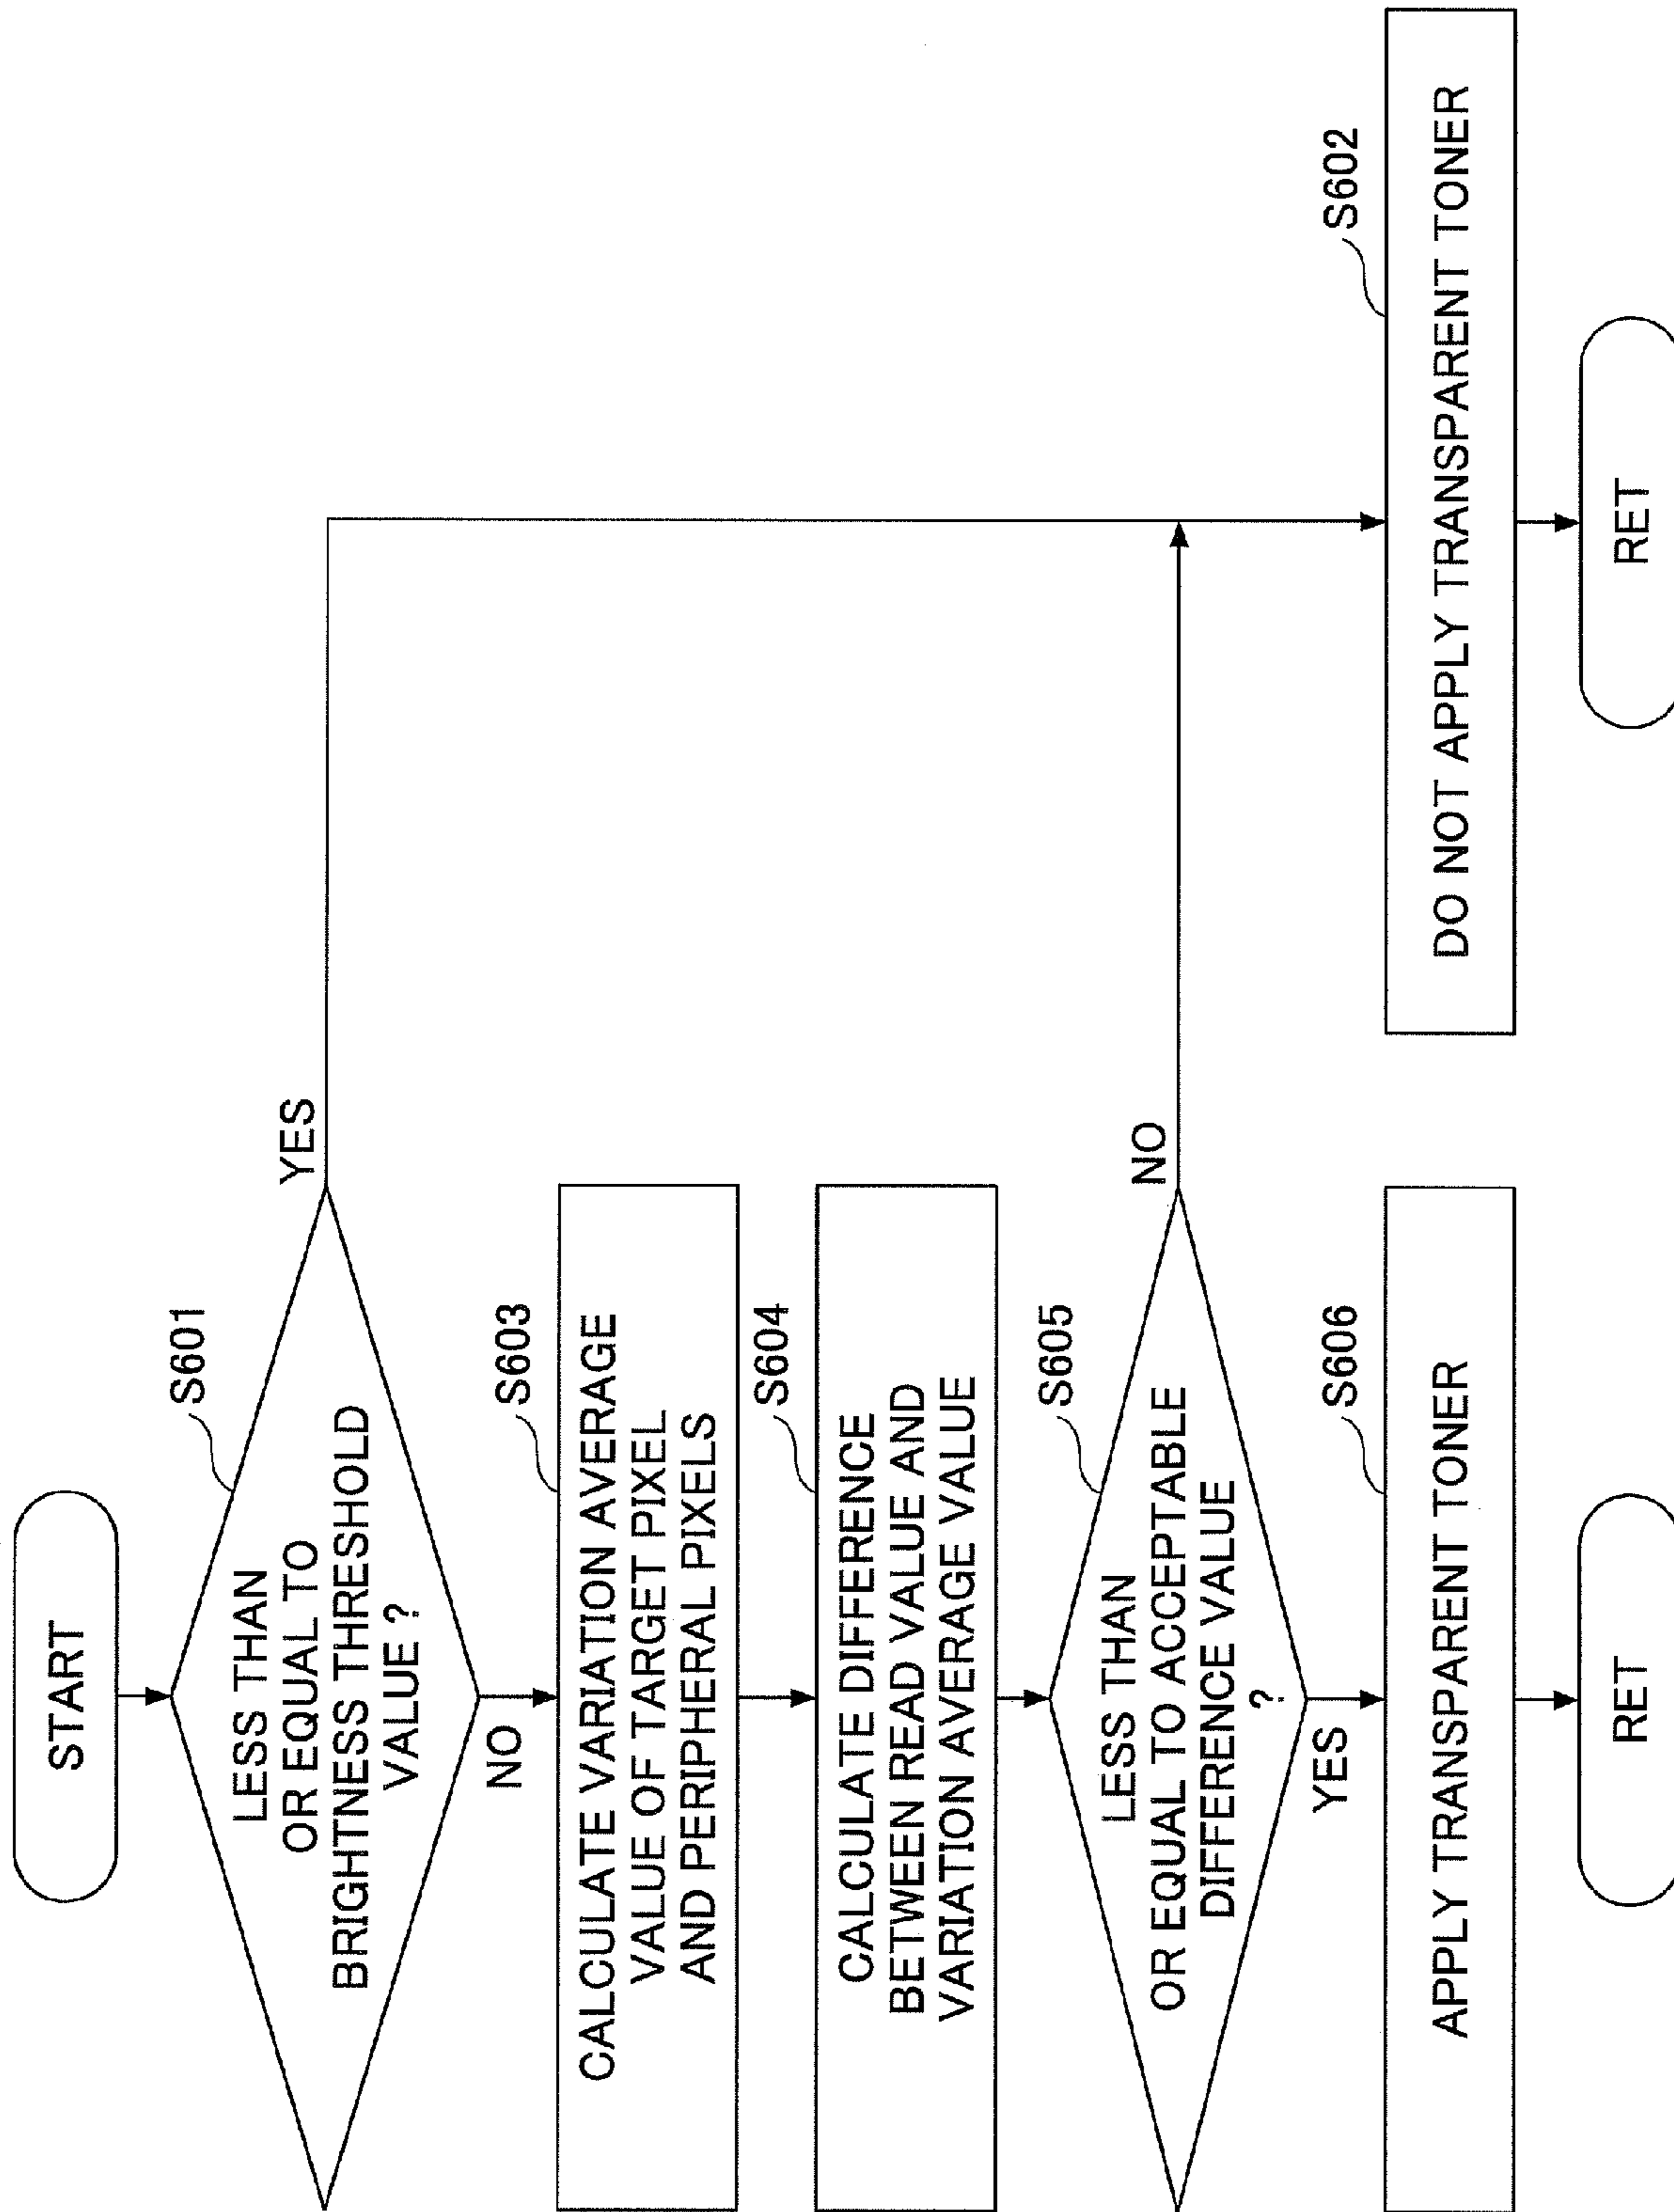 START
S601
LESS THAN
OR EQUAL TO
BRIGHTNESS THRESHOLD
VALUE ?
YES
NO
S603
CALCULATE VARIATION AVERAGE
VALUE OF TARGET PIXEL
AND PERIPHERAL PIXELS
S604
CALCULATE DIFFERENCE
BETWEEN READ VALUE AND
VARIATION AVERAGE VALUE
S605
LESS THAN
OR EQUAL TO ACCEPTABLE
DIFFERENCE VALUE
?
NO
YES
S606
APPLY TRANSPARENT TONER
RET
S602
DO NOT APPLY TRANSPARENT TONER
RET